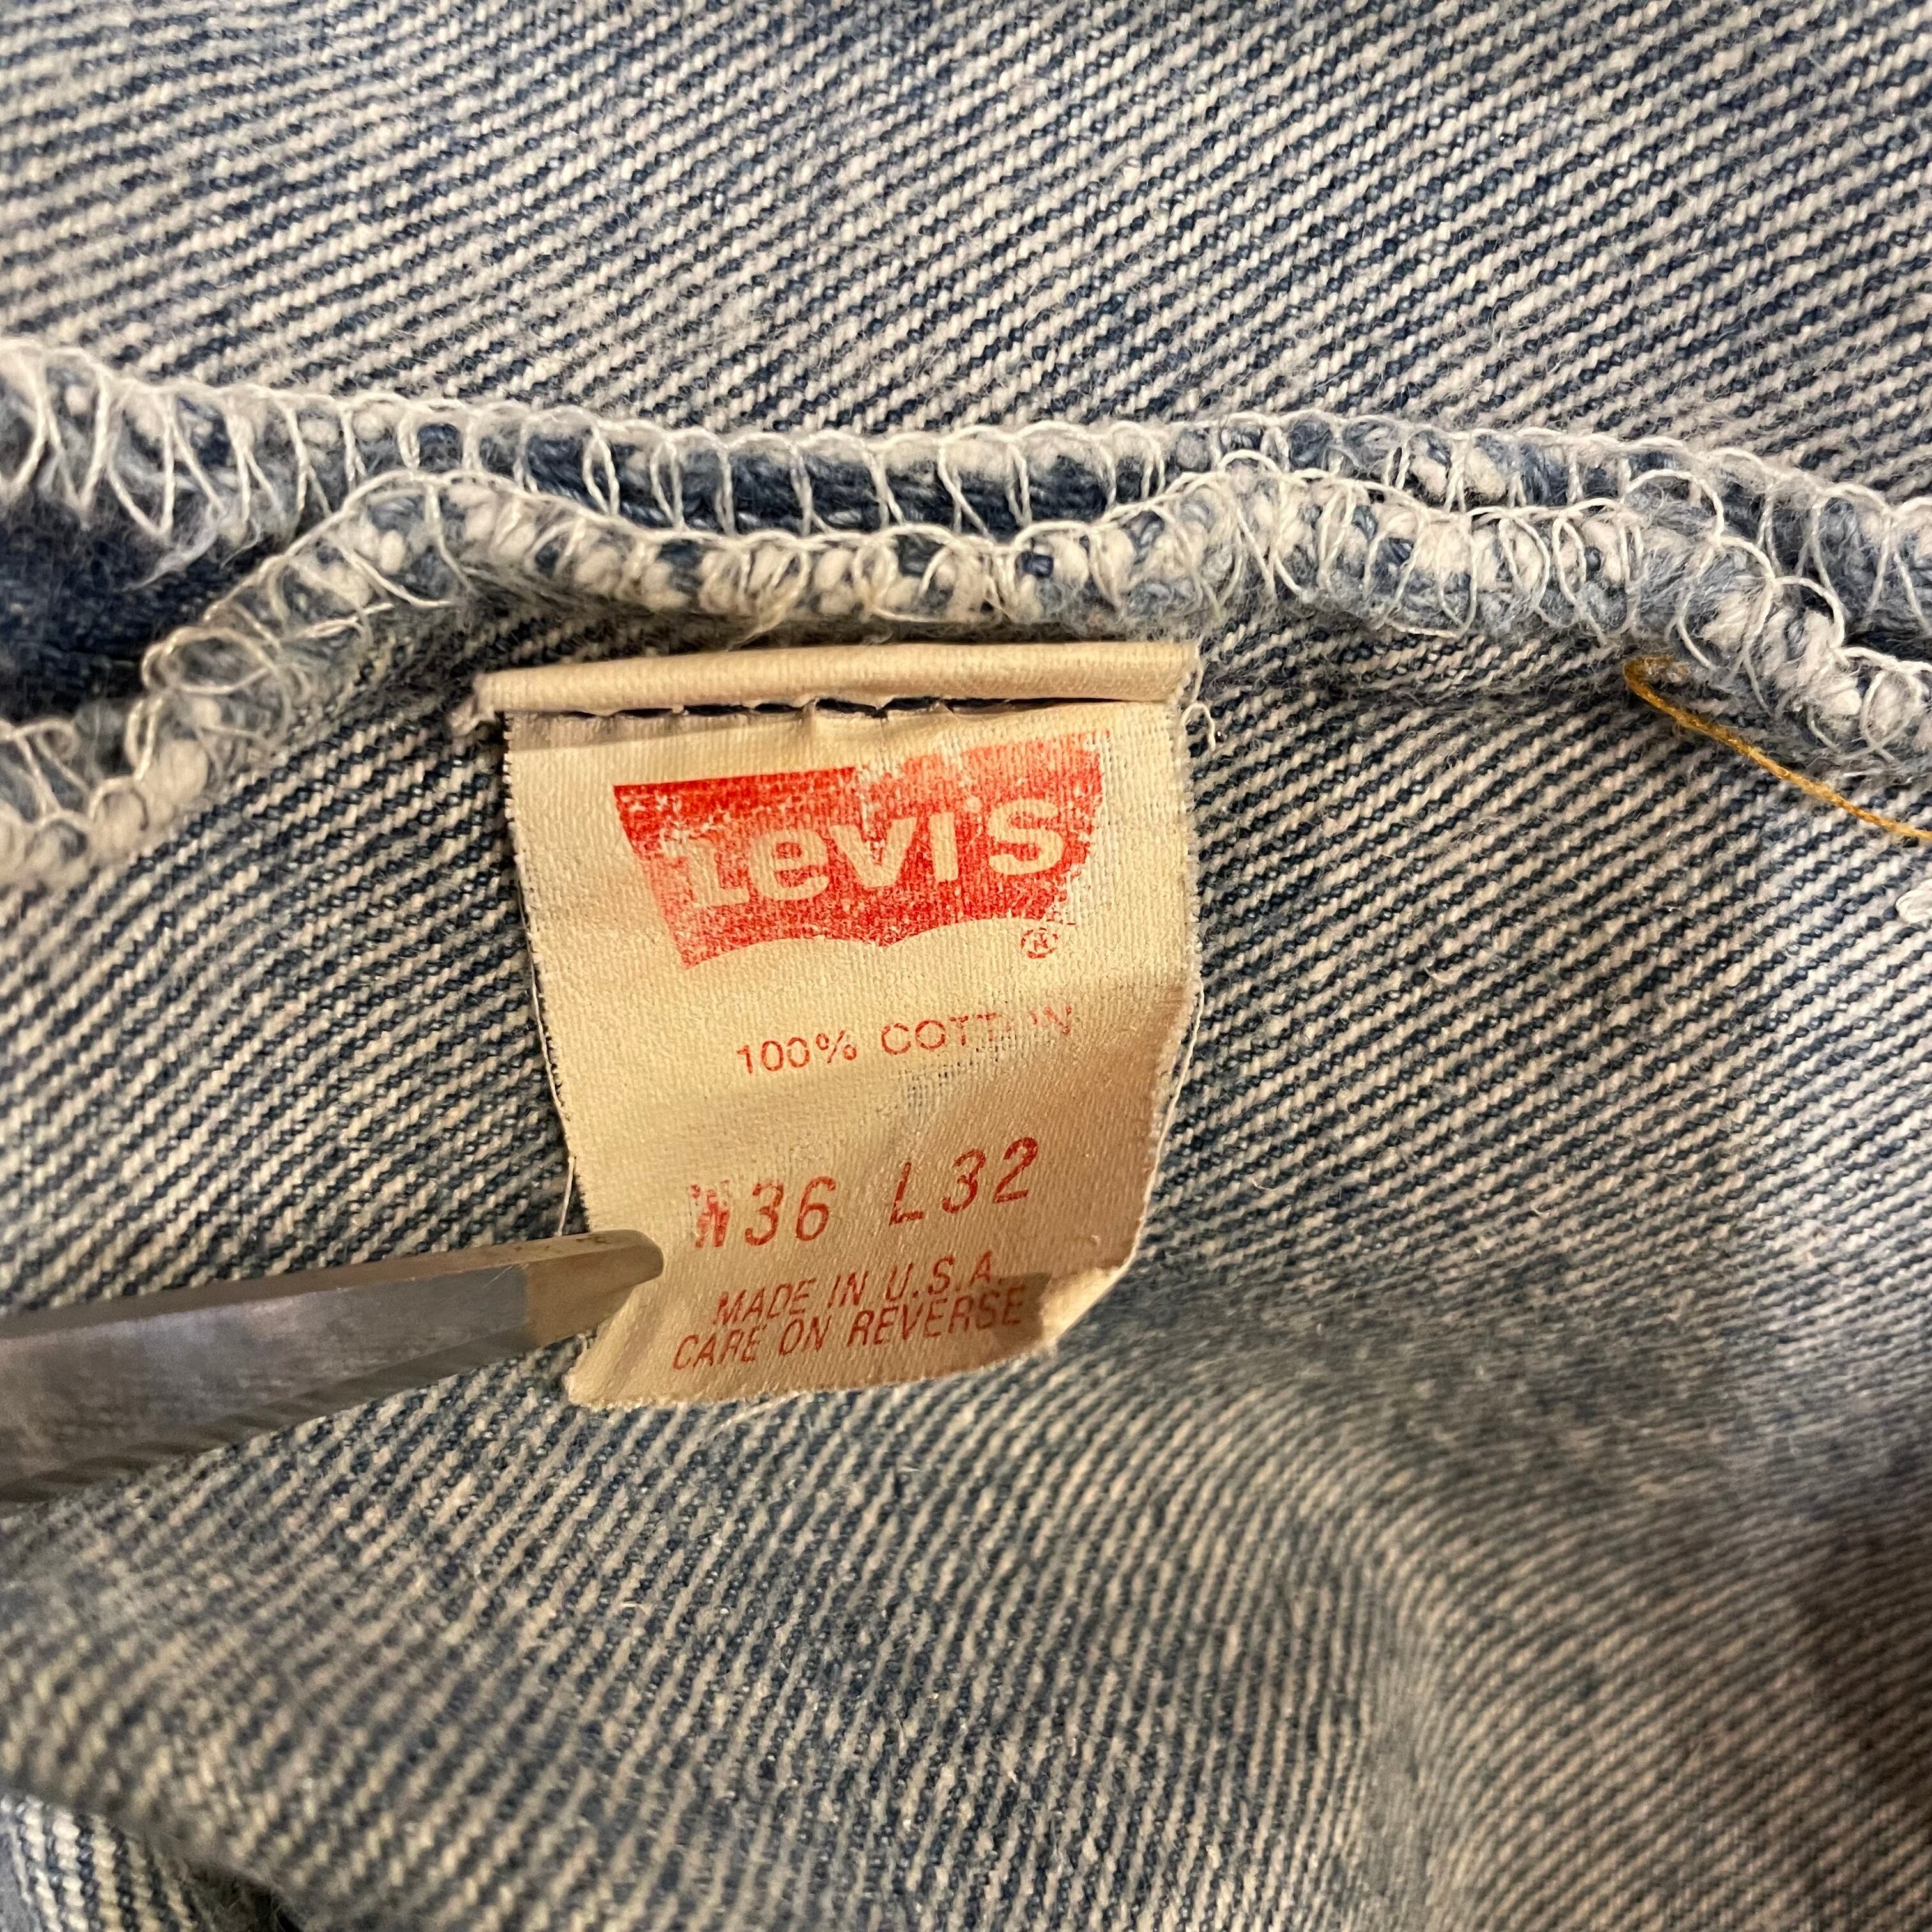 Levi's ®
100% COTTON
W36 L32
MADE IN U.S.A.
CARE ON REVERSE